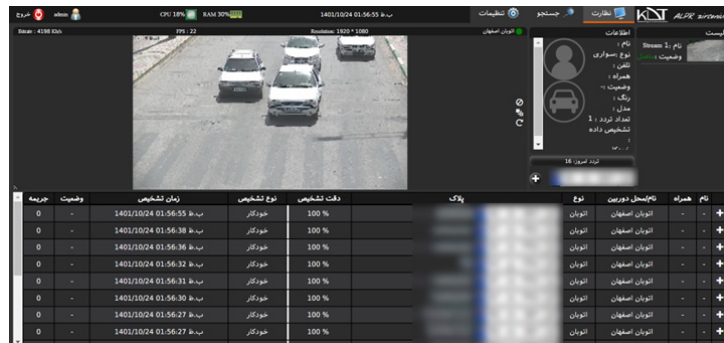 KDT ALPR
نظارت
جستجو
تنظیمات
ب.ظ 01:56:55 1401/10/24
RAM 30%
CPU 18%
admin
خروج
لیست
نام : Stream 1
وضعیت :
اطلاعات
نام :
نوع :سواری
تلفن :
همراه :
وضعیت :-
رنگ :
مدل :
تعداد تردد : 1
تشخیص داده
:
تردد امروز: 16
اتوبان اصفهان
Resolution: 1920 * 1080
FPS : 22
Bitrate : 4198 Kb/s
نام همراه نام/محل دوربین نوع پلاک دقت تشخیص نوع تشخیص زمان تشخیص وضعیت جریمه
- - اتوبان اصفهان اتوبان 100 % خودکار ب.ظ 01:56:55 1401/10/24 - 0
- - اتوبان اصفهان اتوبان 100 % خودکار ب.ظ 01:56:38 1401/10/24 - 0
- - اتوبان اصفهان اتوبان 100 % خودکار ب.ظ 01:56:36 1401/10/24 - 0
- - اتوبان اصفهان اتوبان 100 % خودکار ب.ظ 01:56:32 1401/10/24 - 0
- - اتوبان اصفهان اتوبان 100 % خودکار ب.ظ 01:56:31 1401/10/24 - 0
- - اتوبان اصفهان اتوبان 100 % خودکار ب.ظ 01:56:30 1401/10/24 - 0
- - اتوبان اصفهان اتوبان 100 % خودکار ب.ظ 01:56:27 1401/10/24 - 0
- - اتوبان اصفهان اتوبان 100 % خودکار ب.ظ 01:56:27 1401/10/24 - 0